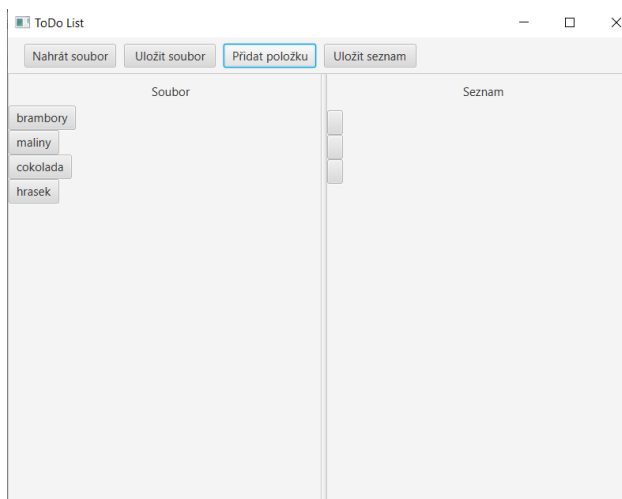 ToDo List
Nahrát soubor Uložit soubor Přidat položku Uložit seznam
Soubor Seznam
brambory
maliny
cokolada
hrasek